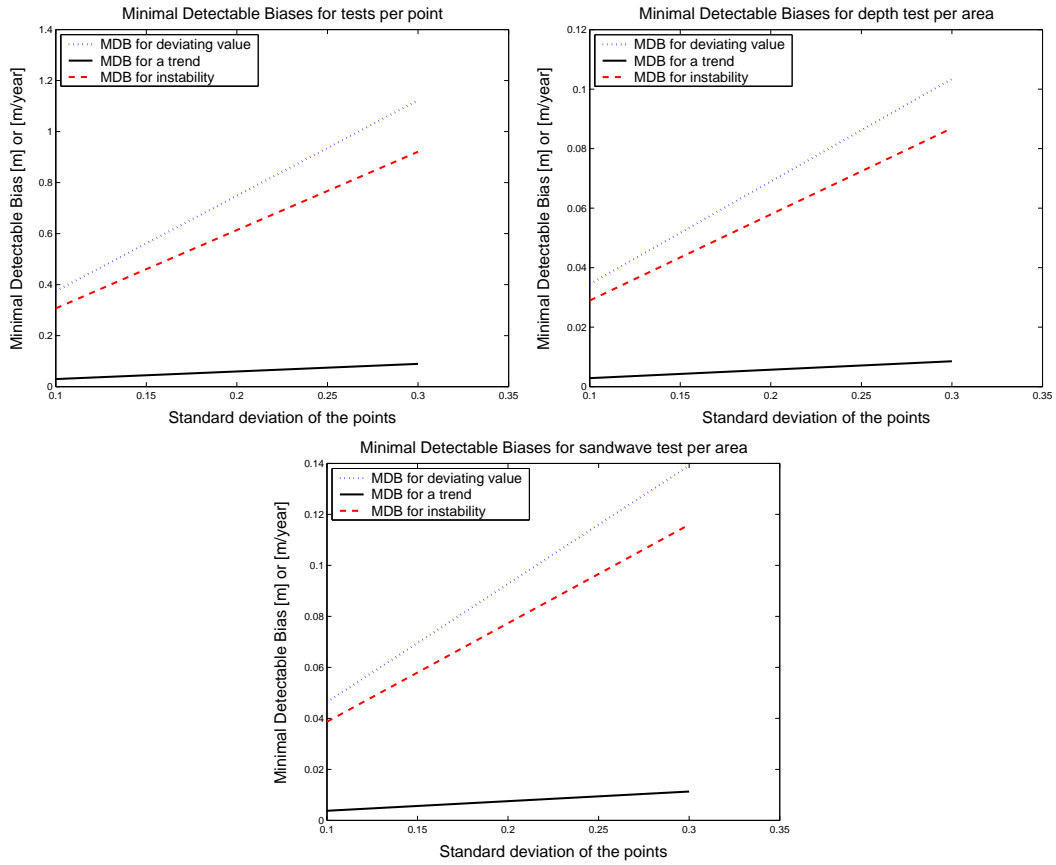 Minimal Detectable Biases for tests per point
MDB for deviating value
MDB for a trend
MDB for instability
Minimal Detectable Bias [m] or [m/year]
1.4
1.2
1
0.8
0.6
0.4
0.2
0
0.1 0.15 0.2 0.25 0.3 0.35
Standard deviation of the points
Minimal Detectable Biases for depth test per area
MDB for deviating value
MDB for a trend
MDB for instability
Minimal Detectable Bias [m] or [m/year]
0.12
0.1
0.08
0.06
0.04
0.02
0
0.1 0.15 0.2 0.25 0.3 0.35
Standard deviation of the points
Minimal Detectable Biases for sandwave test per area
MDB for deviating value
MDB for a trend
MDB for instability
Minimal Detectable Bias [m] or [m/year]
0.14
0.12
0.1
0.08
0.06
0.04
0.02
0
0.1 0.15 0.2 0.25 0.3 0.35
Standard deviation of the points